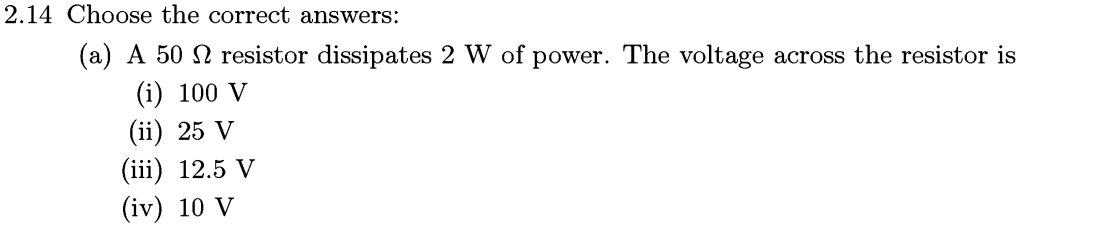 2.14 Choose the correct answers:
(a) A 50 Ω resistor dissipates 2 W of power. The voltage across the resistor is
(i) 100 V
(ii) 25 V
(iii) 12.5 V
(iv) 10 V